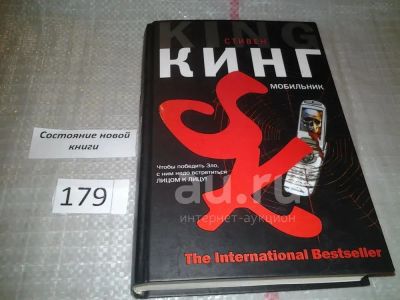 KING
СТИВЕН
КИНГ
МОБИЛЬНИК
Состояние новой
книги
179
Чтобы победить Зло,
с ним надо встретиться
ЛИЦОМ К ЛИЦУ!
SK
au.ru
интернет-аукцион
The International Bestseller